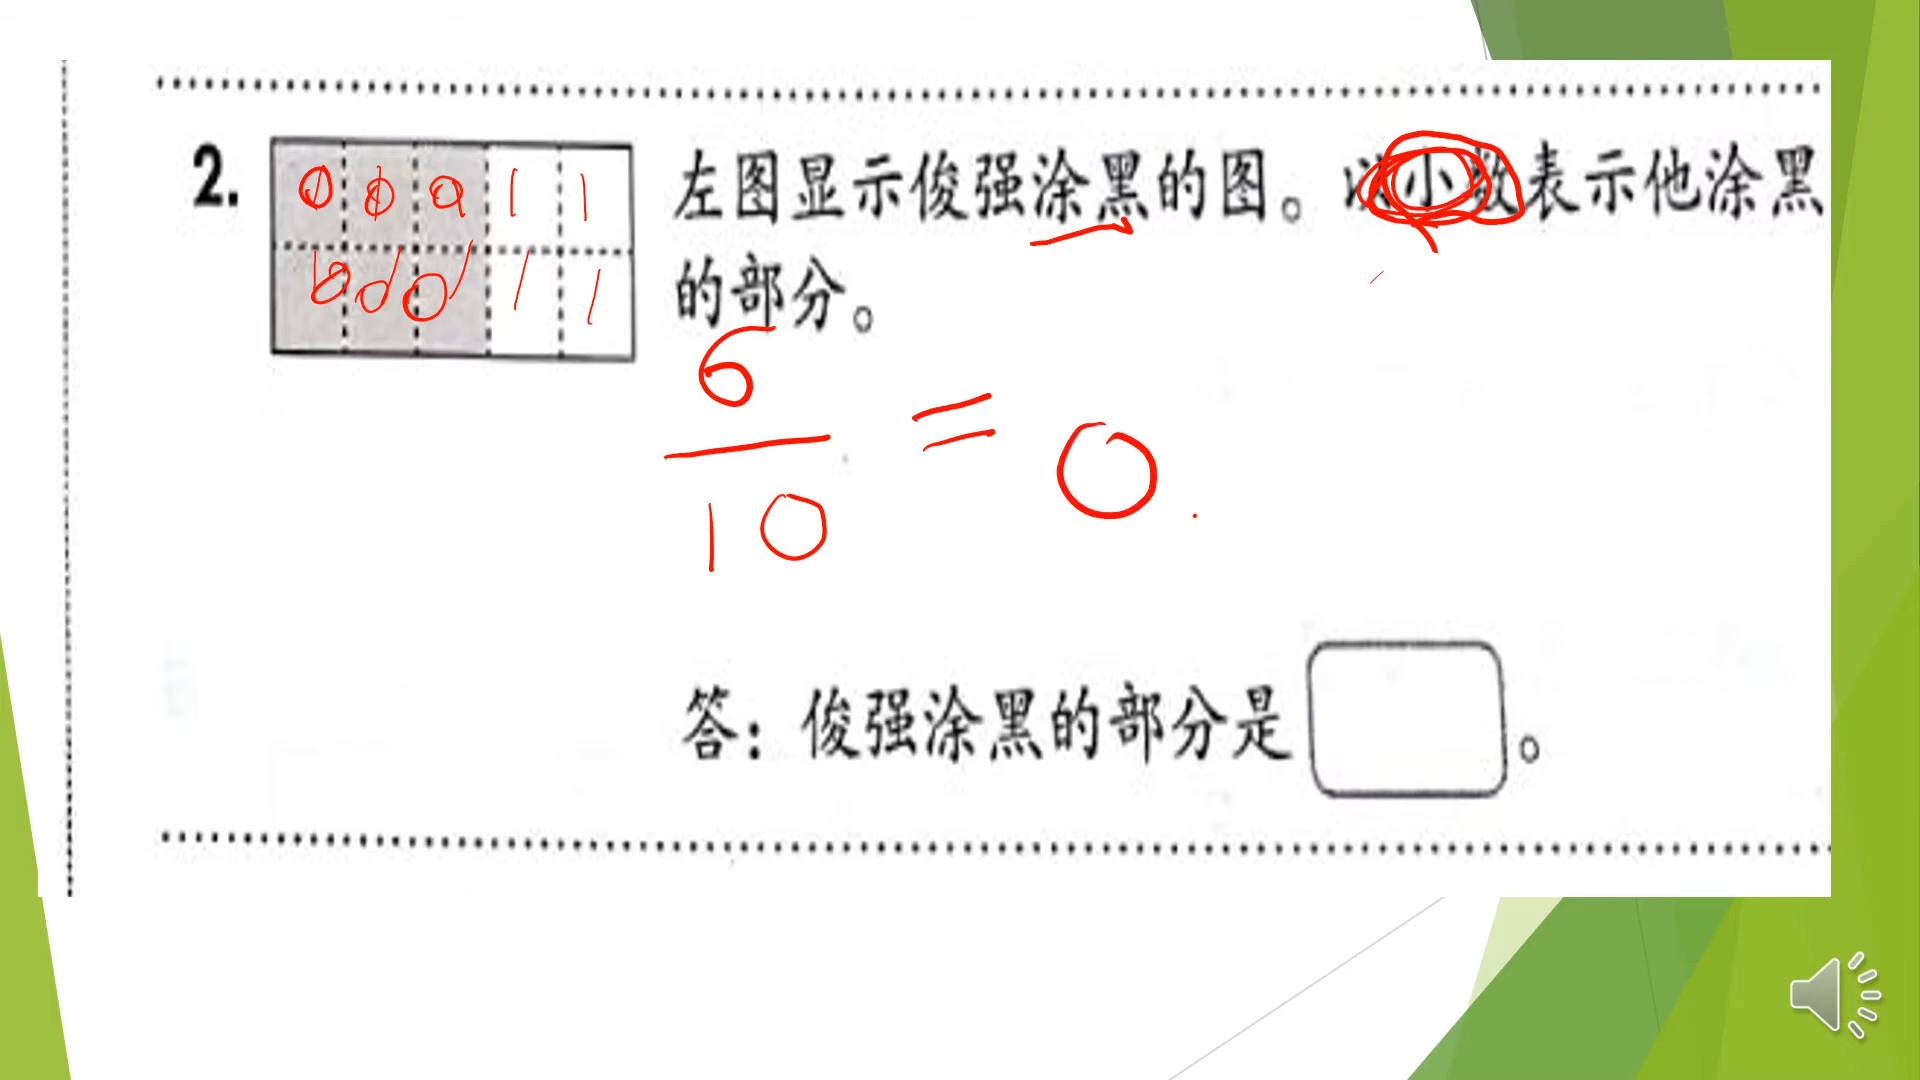 2. 左图显示俊强涂黑的图。以小数表示他涂黑
的部分。
6
10
= 0.
答：俊强涂黑的部分是 。